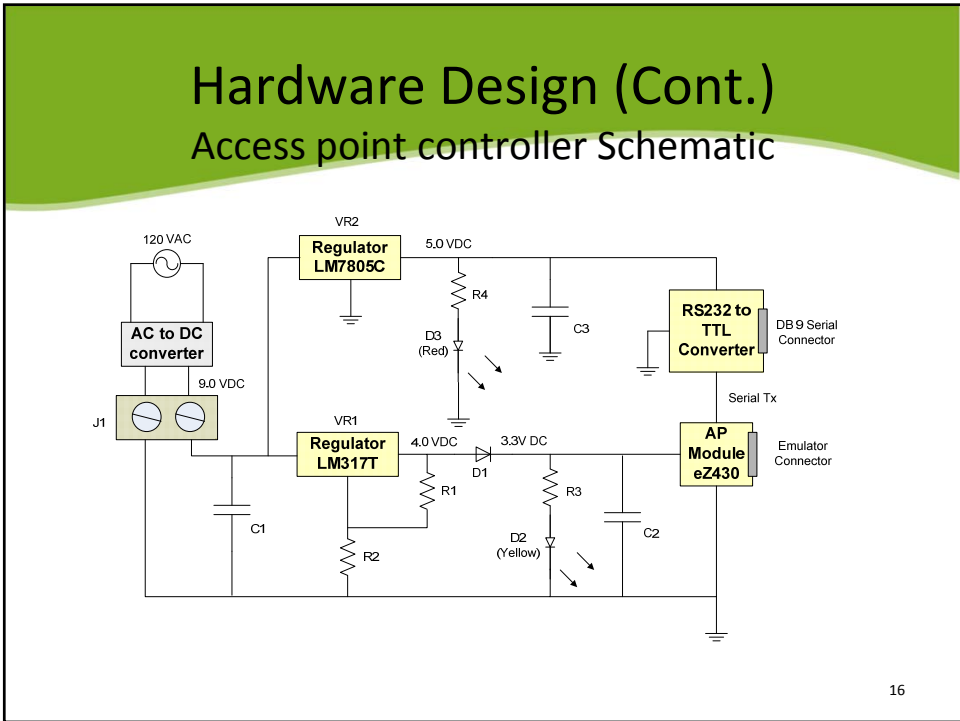 Hardware Design (Cont.)
Access point controller Schematic
120 VAC
AC to DC
converter
9.0 VDC
J1
C1
VR2
Regulator
LM7805C
5.0 VDC
R4
D3
(Red)
C3
RS232 to
TTL
Converter
DB9 Serial
Connector
Serial Tx
VR1
Regulator
LM317T
4.0 VDC
D1
3.3V DC
R1
R2
R3
D2
(Yellow)
C2
AP
Module
eZ430
Emulator
Connector
16